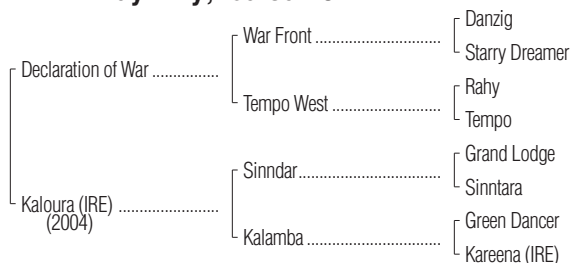 Danzig
War Front
Starry Dreamer
Declaration of War
Rahy
Tempo West
Tempo
Grand Lodge
Sinndar
Sinntara
Kaloura (IRE)
(2004)
Green Dancer
Kalamba
Kareena (IRE)